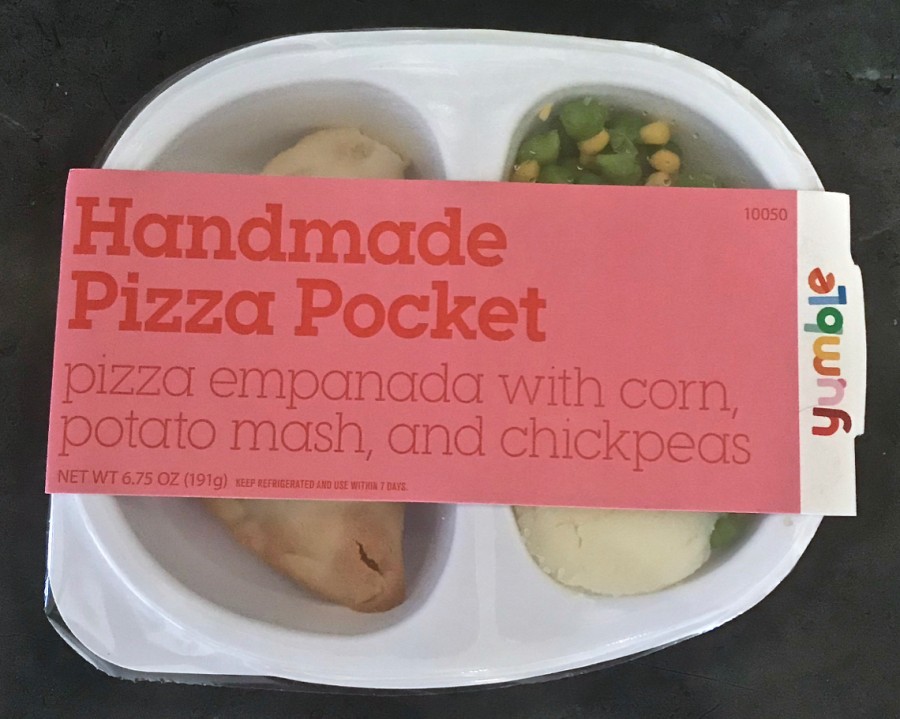 Handmade
Pizza Pocket
10050
pizza empanada with corn,
potato mash, and chickpeas
NET WT 6.75 OZ (191g) KEEP REFRIGERATED AND USE WITHIN 7 DAYS.
yumble